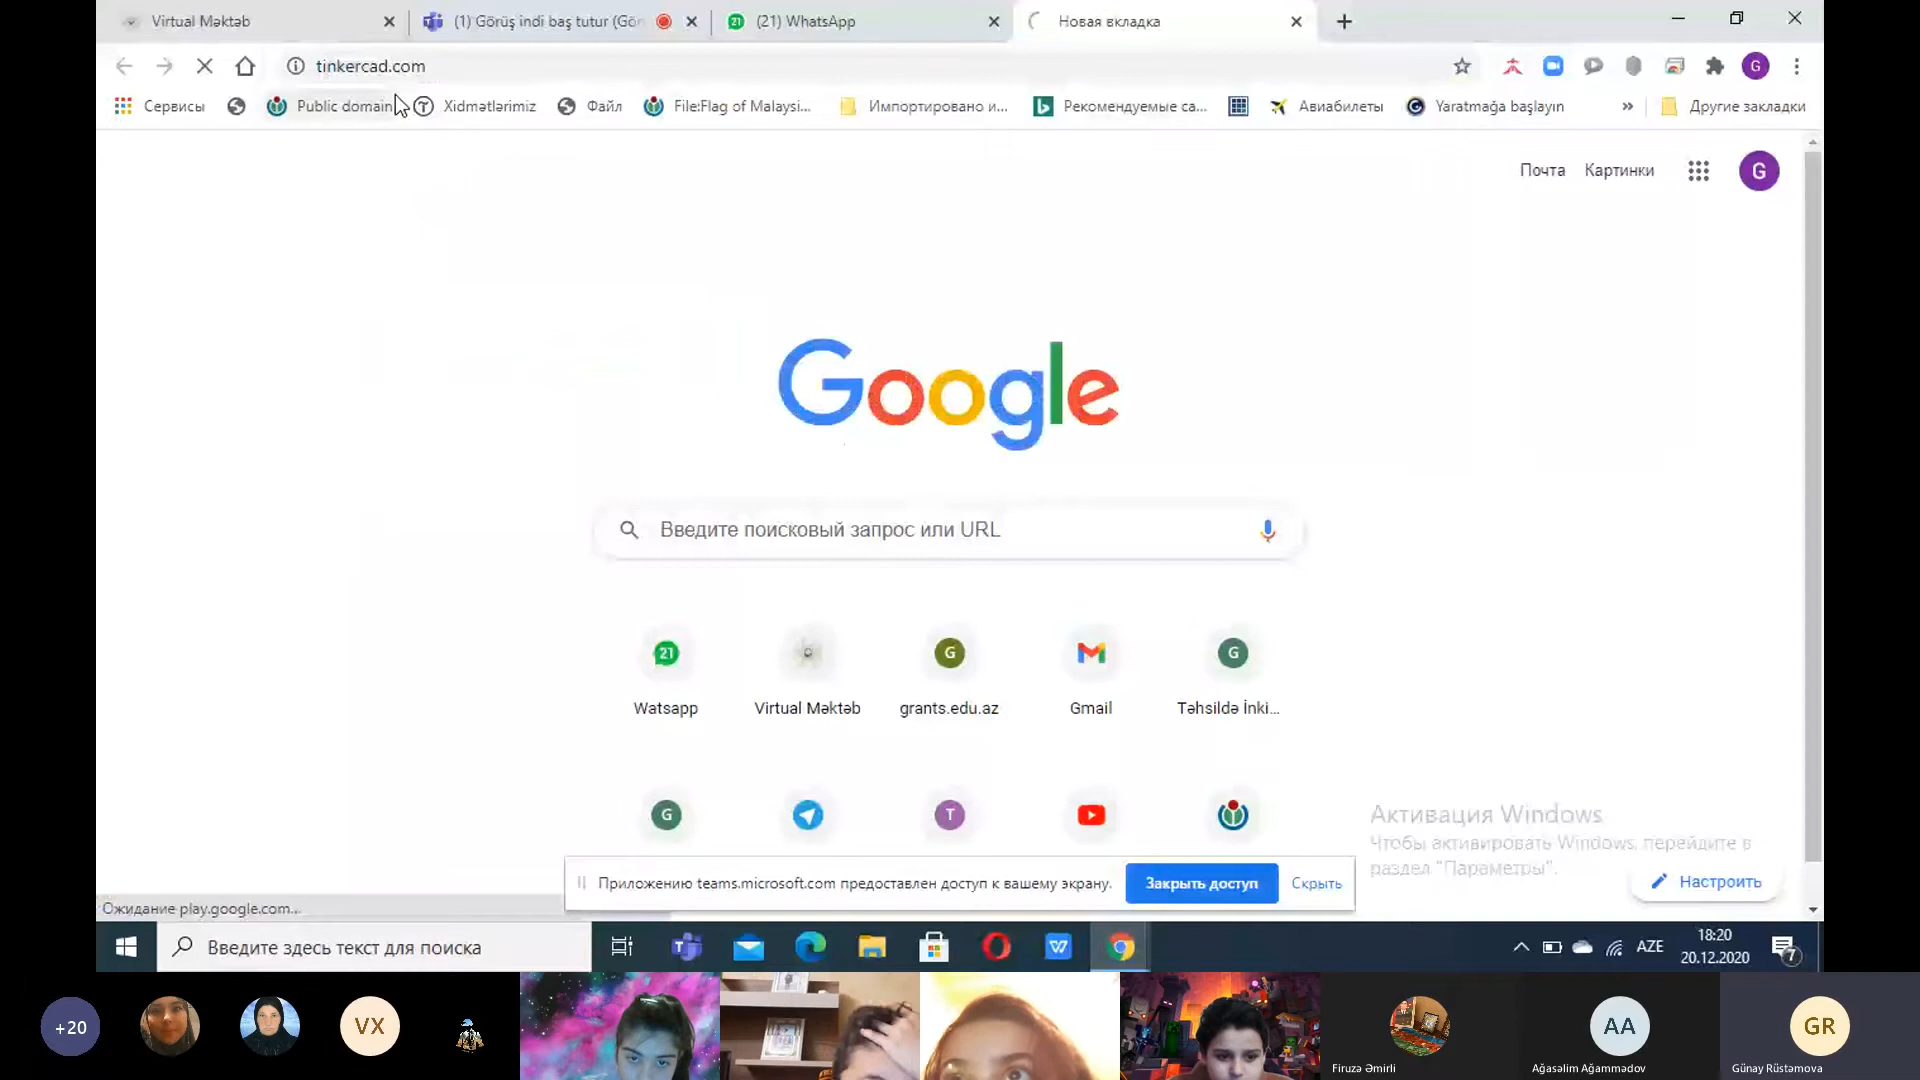 Virtual Məktəb
(1) Görüş indi baş tutur (Gör
(21) WhatsApp
Новая вкладка
tinkercad.com
Сервисы
Public domain
Xidmətlərimiz
Файл
File:Flag of Malaysi...
Импортировано и...
Рекомендуемые са...
Авиабилеты
Yaratmağa başlayın
»
Другие закладки
G
Почта
Картинки
G
Google
Введите поисковый запрос или URL
21
G
G
Watsapp
Virtual Məktəb
grants.edu.az
Gmail
Təhsildə İnki...
G
T
Активация Windows
Чтобы активировать Windows, перейдите в
раздел "Параметры".
Настроить
Приложению teams.microsoft.com предоставлен доступ к вашему экрану.
Закрыть доступ
Скрыть
Ожидание play.google.com...
Введите здесь текст для поиска
AZE
18:20
20.12.2020
7
+20
VX
AA
GR
Firuzə Əmirli
Ağasəlim Ağammədov
Günay Rüstəmova